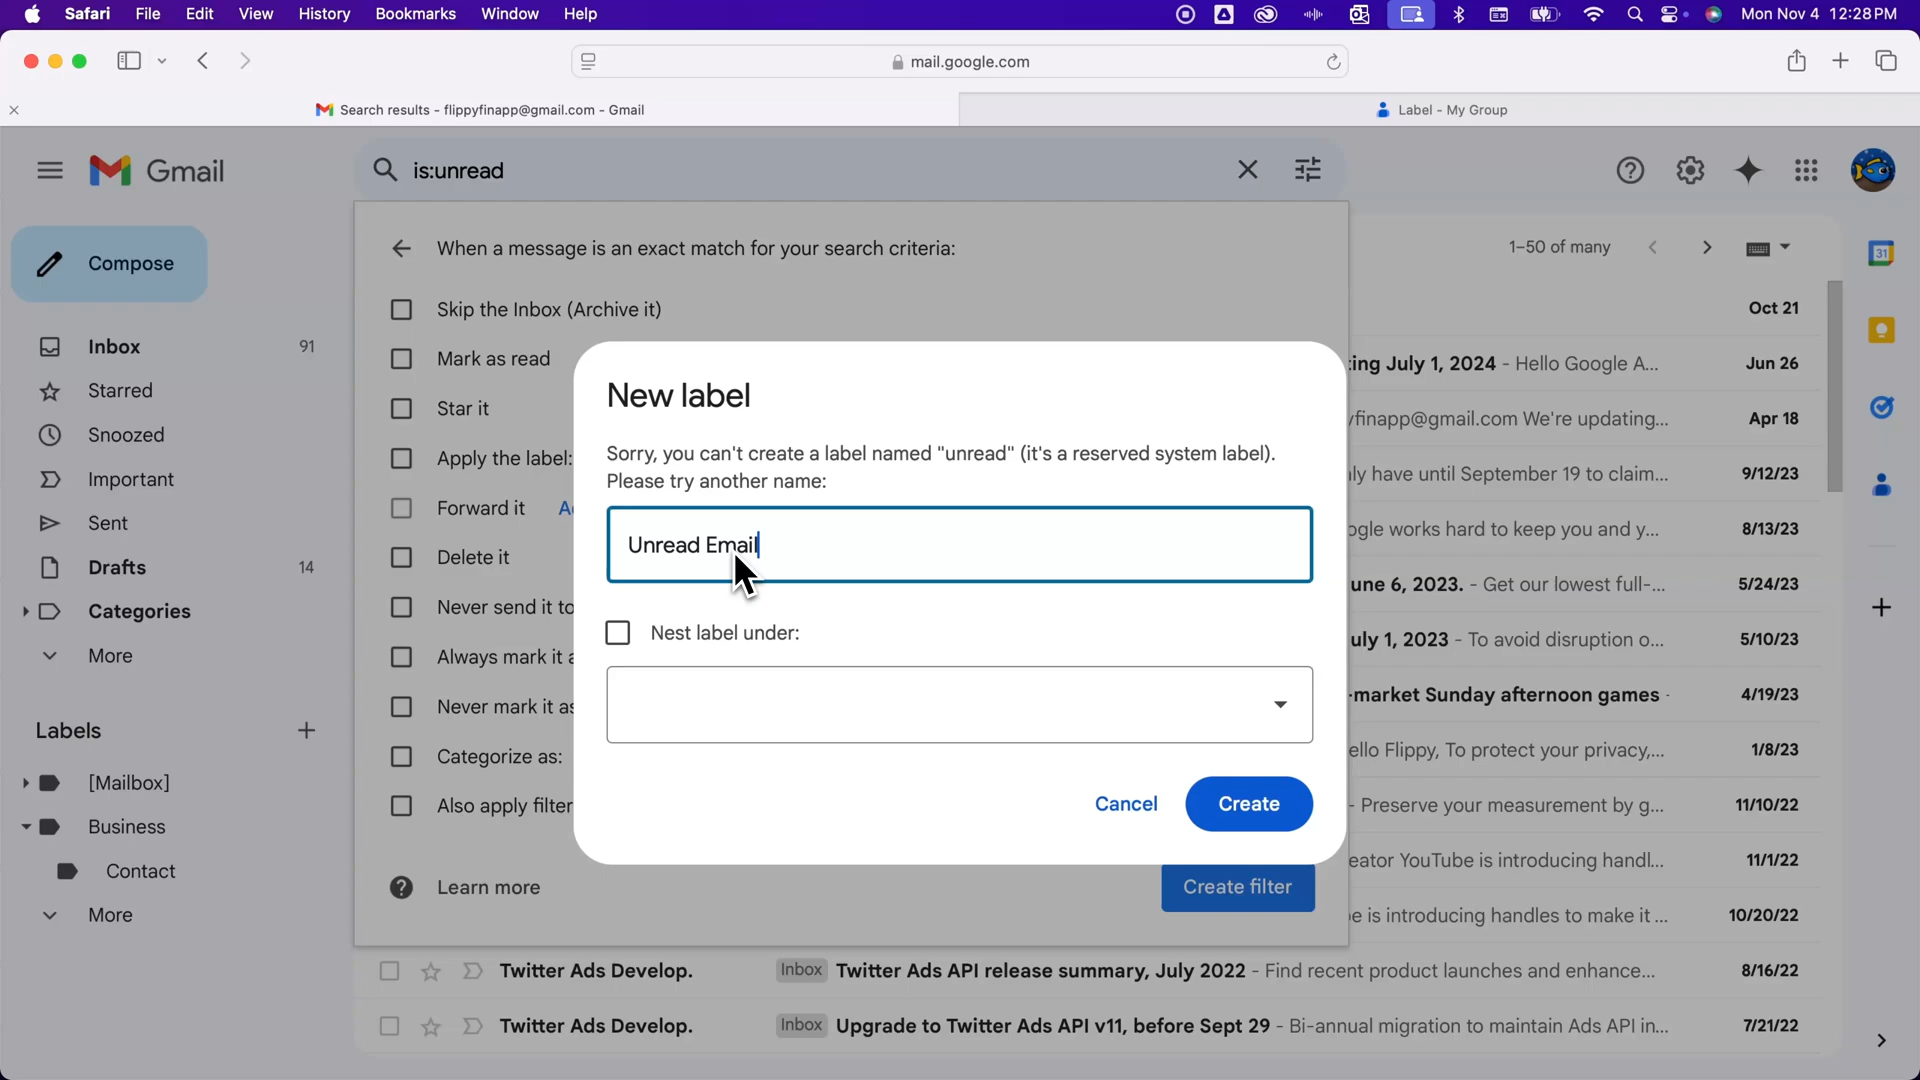 Safari File Edit View History Bookmarks Window Help Mon Nov 4 12:28 PM
mail.google.com
Search results - flippyfinapp@gmail.com - Gmail Label - My Group
Gmail is:unread
Compose
Inbox 91
Starred
Snoozed
Important
Sent
Drafts 14
Categories
More
Labels
[Mailbox]
Business
Contact
More
When a message is an exact match for your search criteria:
Skip the Inbox (Archive it)
Mark as read
Star it
Apply the label:
Forward it
Delete it
Never send it to
Always mark it
Never mark it as
Categorize as:
Also apply filter
Learn more
Create filter
New label
Sorry, you can't create a label named "unread" (it's a reserved system label).
Please try another name:
Unread Email
Nest label under:
Cancel Create
1-50 of many
Oct 21
ing July 1, 2024 - Hello Google A... Jun 26
finapp@gmail.com We're updating... Apr 18
ly have until September 19 to claim... 9/12/23
ogle works hard to keep you and y... 8/13/23
une 6, 2023. - Get our lowest full-... 5/24/23
uly 1, 2023 - To avoid disruption o... 5/10/23
-market Sunday afternoon games - 4/19/23
ello Flippy, To protect your privacy,... 1/8/23
- Preserve your measurement by g... 11/10/22
eator YouTube is introducing handl... 11/1/22
e is introducing handles to make it ... 10/20/22
Twitter Ads Develop. Inbox Twitter Ads API release summary, July 2022 - Find recent product launches and enhance... 8/16/22
Twitter Ads Develop. Inbox Upgrade to Twitter Ads API v11, before Sept 29 - Bi-annual migration to maintain Ads API in... 7/21/22
31